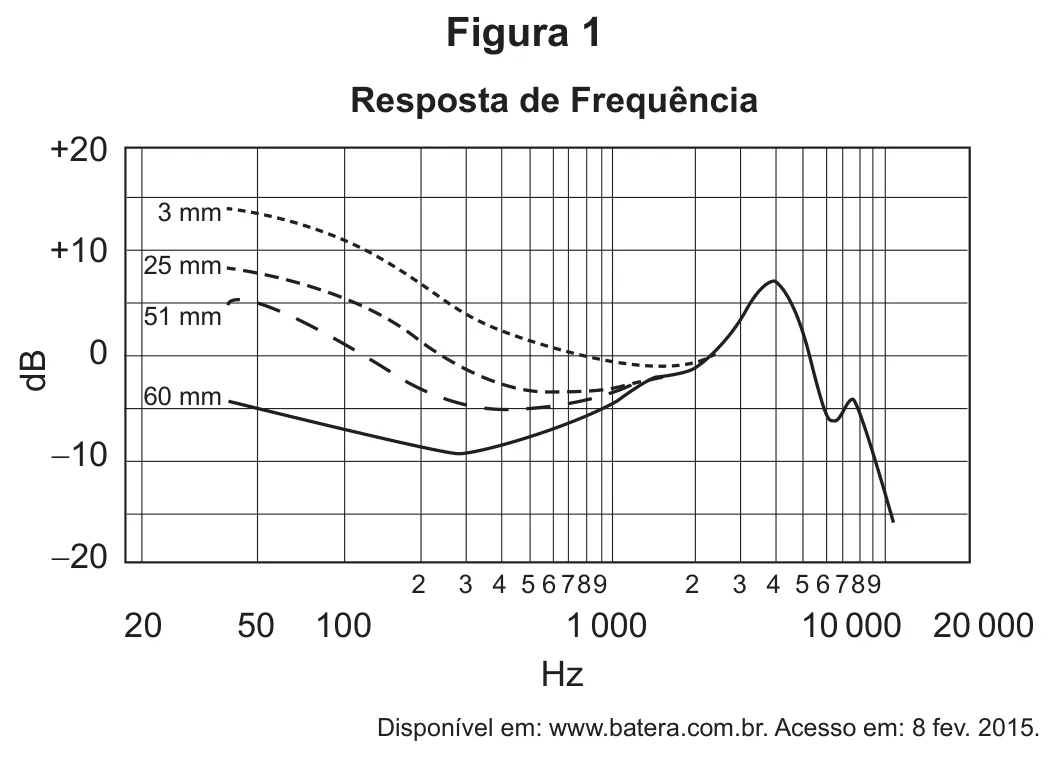 Figura 1
Resposta de Frequência
+20
3 mm
+10
25 mm
51 mm
0
dB
60 mm
–10
–20
2 3 4 5 6 7 8 9 2 3 4 5 6 7 8 9
20 50 100 1 000 10 000 20 000
Hz
Disponível em: www.batera.com.br. Acesso em: 8 fev. 2015.